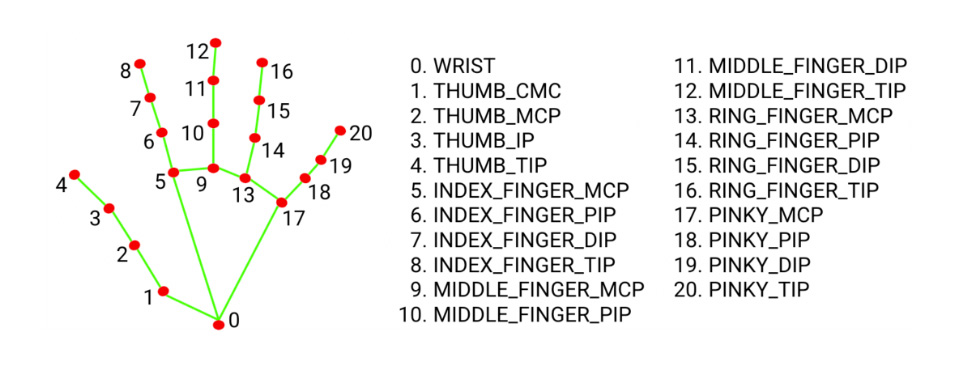 12
8
16
11
7
15
10
20
6
14
19
4
5
9
18
13
3
17
2
1
0
0. WRIST
1. THUMB_CMC
2. THUMB_MCP
3. THUMB_IP
4. THUMB_TIP
5. INDEX_FINGER_MCP
6. INDEX_FINGER_PIP
7. INDEX_FINGER_DIP
8. INDEX_FINGER_TIP
9. MIDDLE_FINGER_MCP
10. MIDDLE_FINGER_PIP
11. MIDDLE_FINGER_DIP
12. MIDDLE_FINGER_TIP
13. RING_FINGER_MCP
14. RING_FINGER_PIP
15. RING_FINGER_DIP
16. RING_FINGER_TIP
17. PINKY_MCP
18. PINKY_PIP
19. PINKY_DIP
20. PINKY_TIP